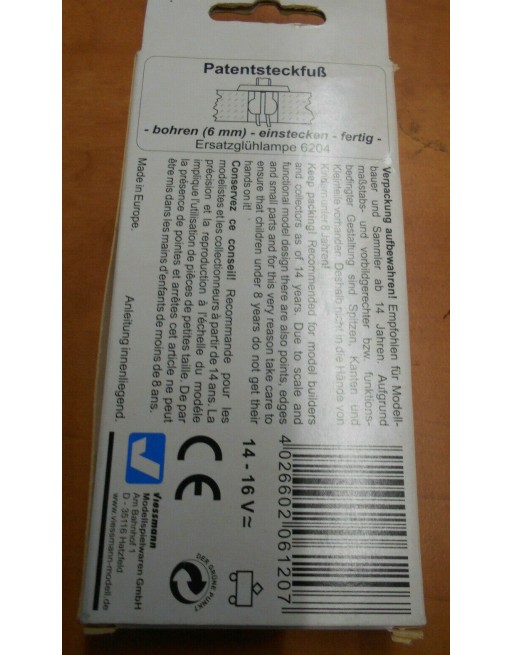 Patentsteckfuß
- bohren (6 mm) - einstecken - fertig -
Ersatzglühlampe 6204
Verpackung aufbewahren! Empfohlen für Modell-
bauer und Sammler ab 14 Jahren. Aufgrund
maßstabs- und vorbildgerechter bzw. funktions-
bedingter Gestaltung sind Spitzen, Kanten und
Kleinteile vorhanden. Deshalb nicht in die Hände von
Kindern unter 8 Jahren!
Keep packing! Recommended for model builders
and collectors as of 14 years. Due to scale and
functional model design there are also points, edges
and small parts and for this very reason take care to
ensure that children under 8 years do not get their
hands on it!
Conservez ce conseil! Recommande pour les
modelistes et les collectionneurs à partir de 14 ans. La
précision et la reproduction à l'échelle du modéle
implique l'utilisation de pièces de petites taille. De par
la présence de pointes et arrêtes cet article ne peut
être mis dans les mains d'enfants de moins de 8 ans.
Made in Europe.
Anleitung innenliegend.
4 026602 061207
14 - 16 V ≃
CE
DER GRÜNE PUNKT
Viessmann
Modellspielwaren GmbH
Am Bahnhof 1
D - 35116 Hatzfeld
www.viessmann-modell.de